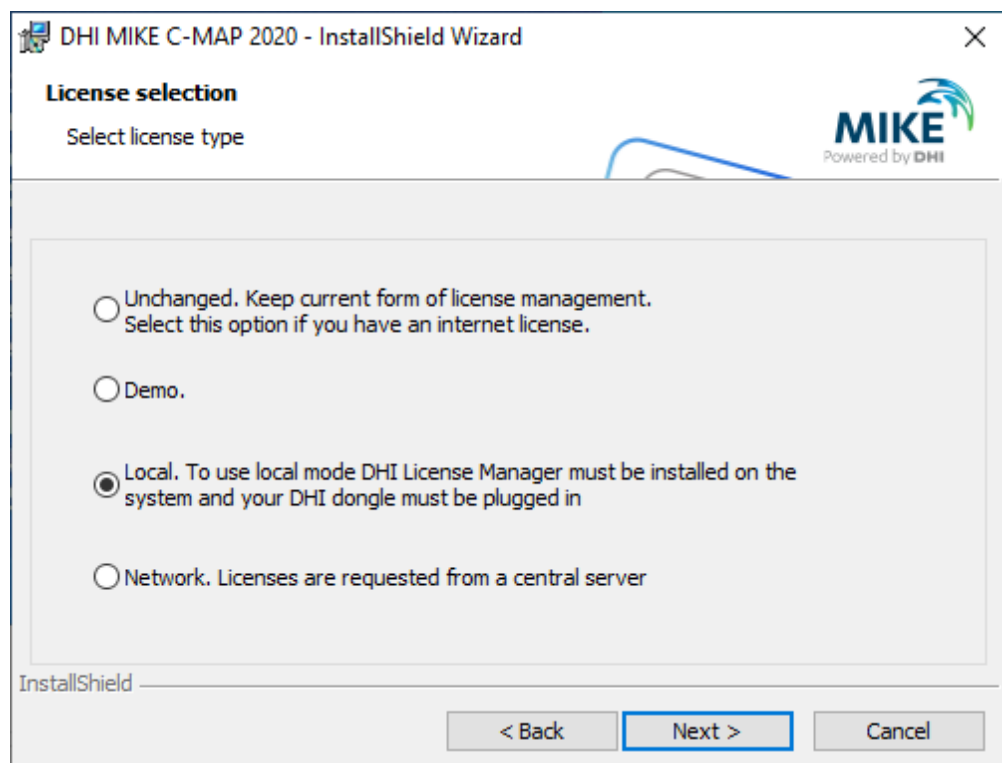 DHI MIKE C-MAP 2020 - InstallShield Wizard
License selection
Select license type
MIKE
Powered by DHI
Unchanged. Keep current form of license management.
Select this option if you have an internet license.
Demo.
Local. To use local mode DHI License Manager must be installed on the
system and your DHI dongle must be plugged in
Network. Licenses are requested from a central server
InstallShield
< Back
Next >
Cancel